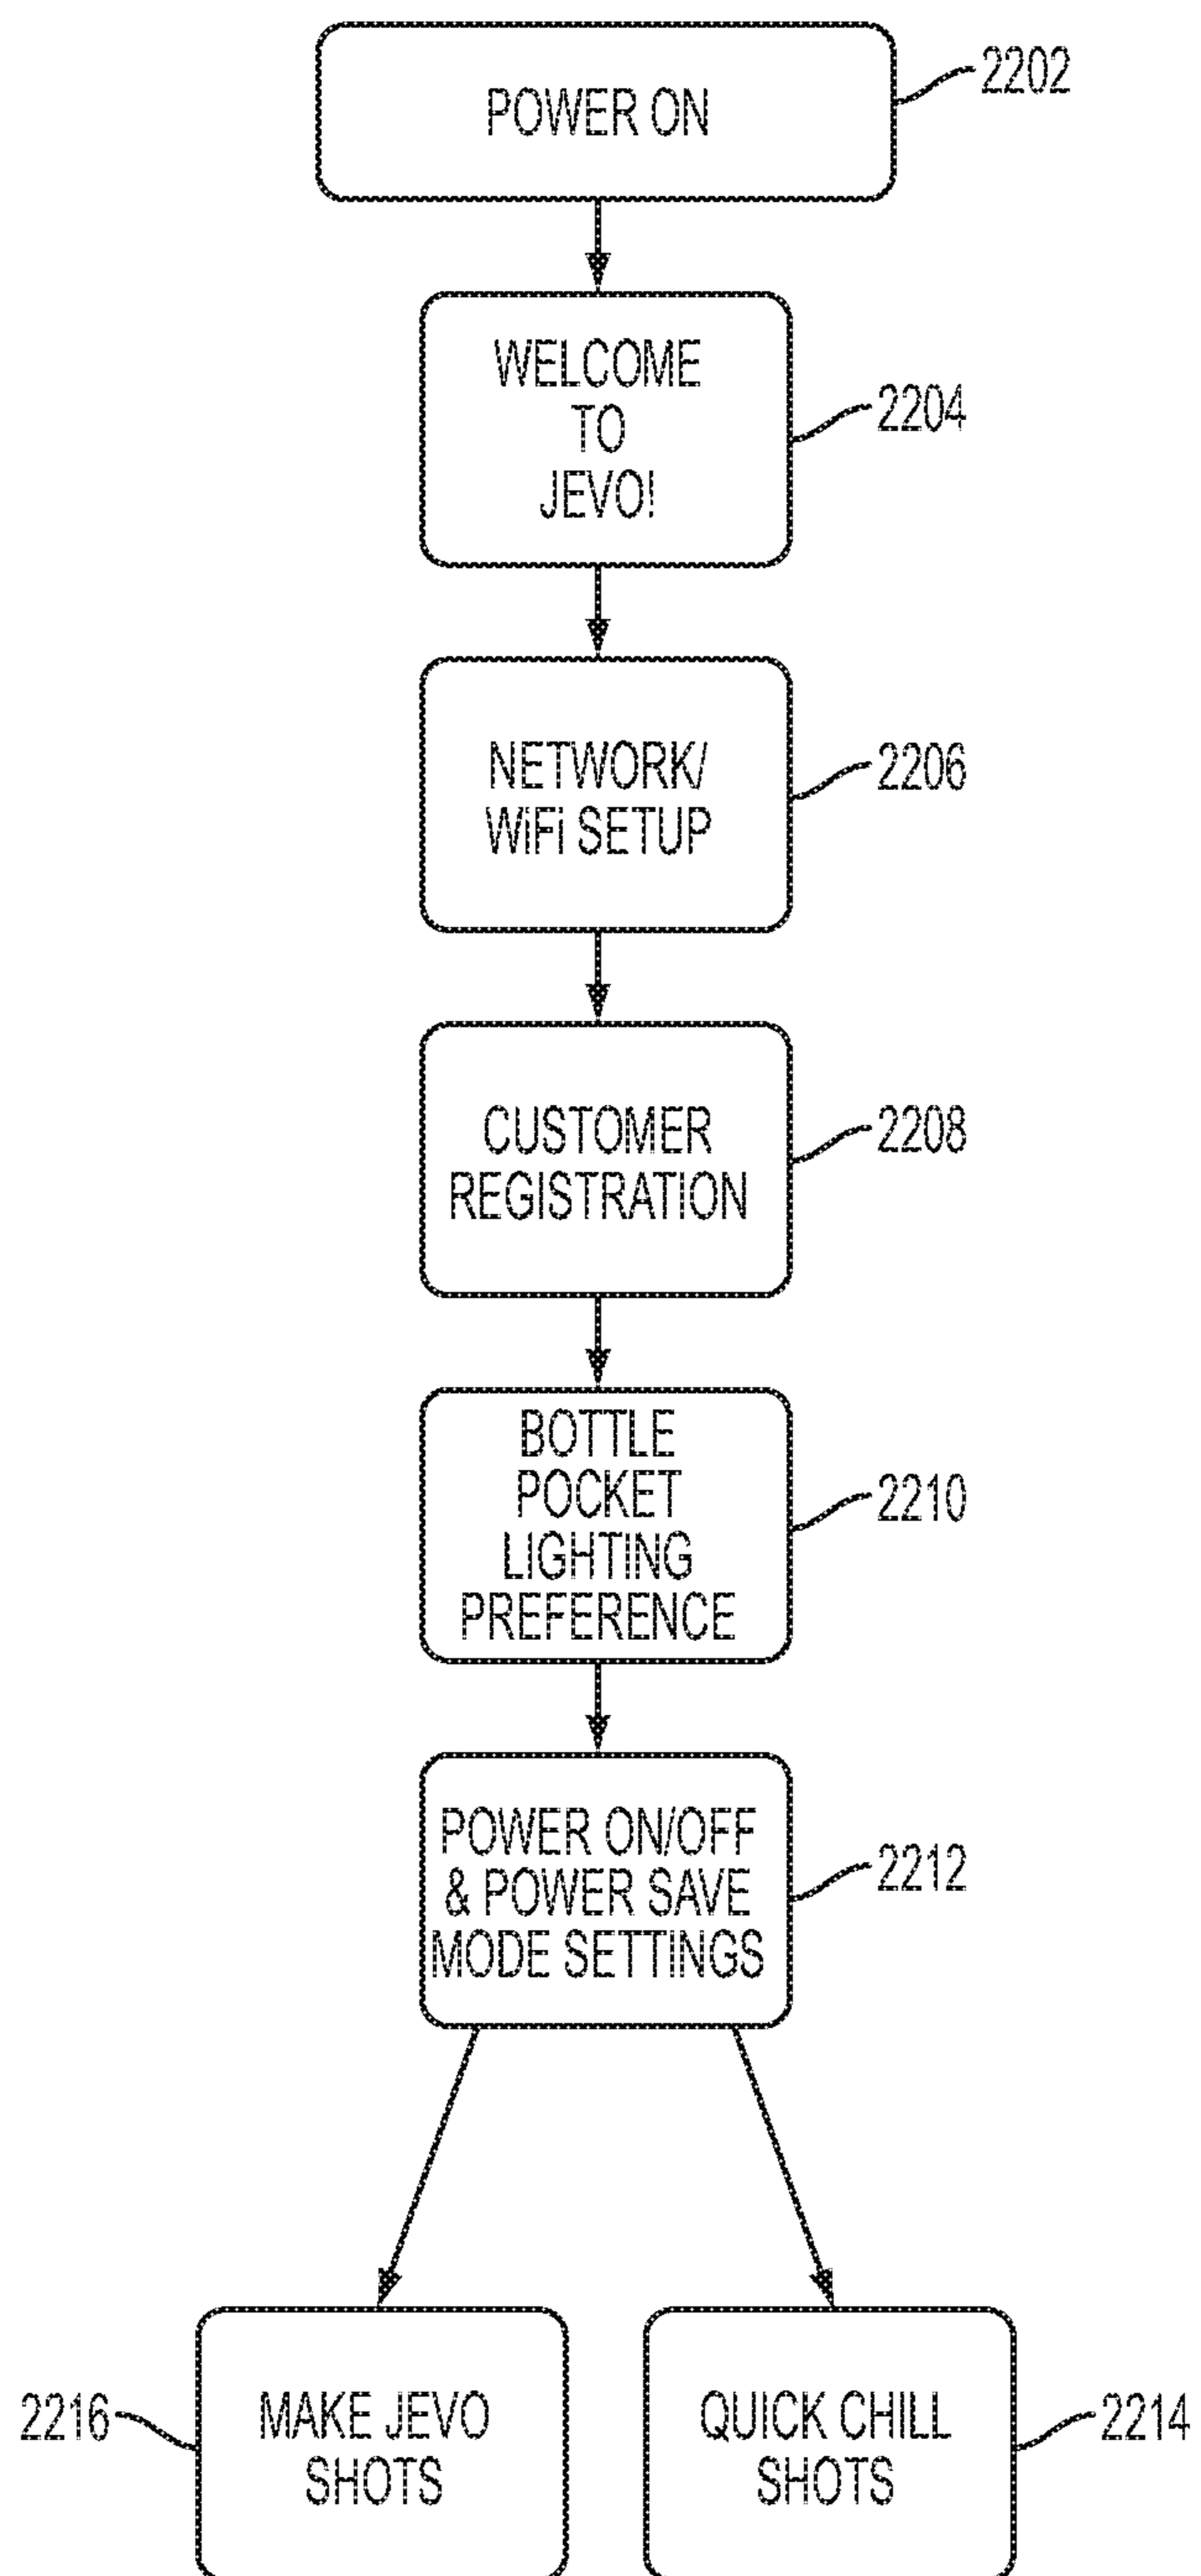 POWER ON
2202
WELCOME
TO
JEVO!
2204
NETWORK/
WiFi SETUP
2206
CUSTOMER
REGISTRATION
2208
BOTTLE
POCKET
LIGHTING
PREFERENCE
2210
POWER ON/OFF
& POWER SAVE
MODE SETTINGS
2212
2216
MAKE JEVO
SHOTS
QUICK CHILL
SHOTS
2214